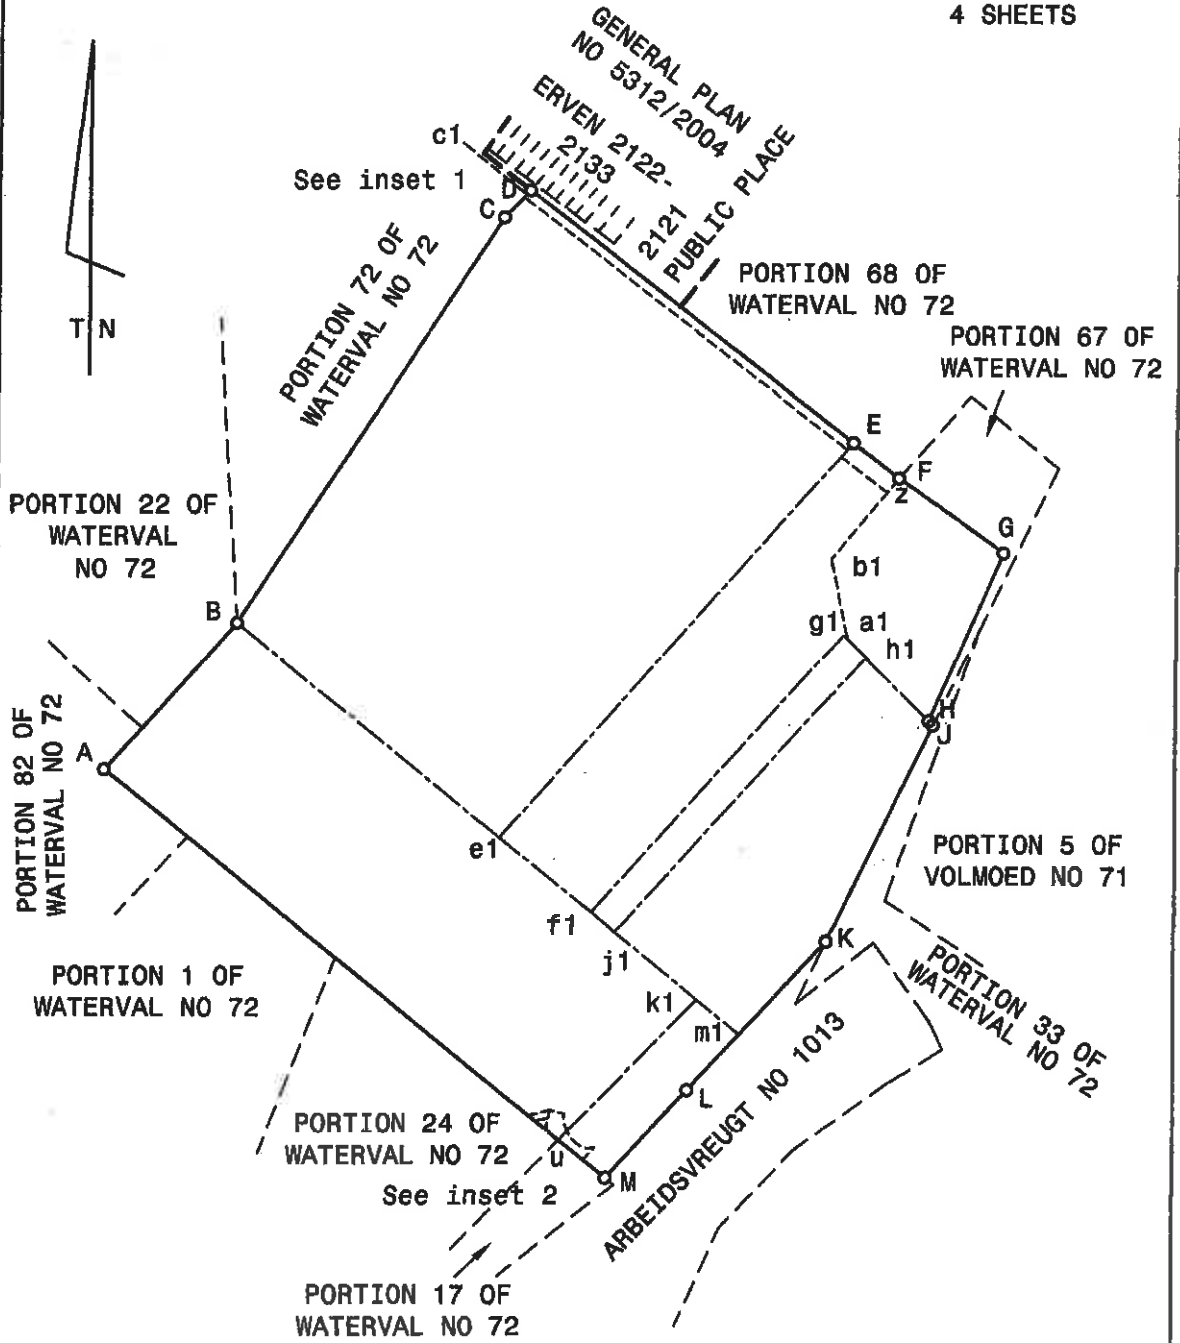 4 SHEETS
GENERAL PLAN
NO 5312/2004
ERVEN 2122-
2133
2121
PUBLIC PLACE
c1
See inset 1
D
C
PORTION 72 OF
WATERVAL NO 72
PORTION 68 OF
WATERVAL NO 72
T N
PORTION 67 OF
WATERVAL NO 72
E
F
z
G
PORTION 22 OF
WATERVAL
NO 72
b1
B
g1 a1
h1
H
J
PORTION 82 OF
WATERVAL NO 72
A
e1
PORTION 5 OF
VOLMOED NO 71
f1
K
j1
PORTION 33 OF
WATERVAL
NO 72
PORTION 1 OF
WATERVAL NO 72
k1
m1
L
ARBEIDSVREUGT NO 1013
PORTION 24 OF
WATERVAL NO 72
u
M
See inset 2
PORTION 17 OF
WATERVAL NO 72